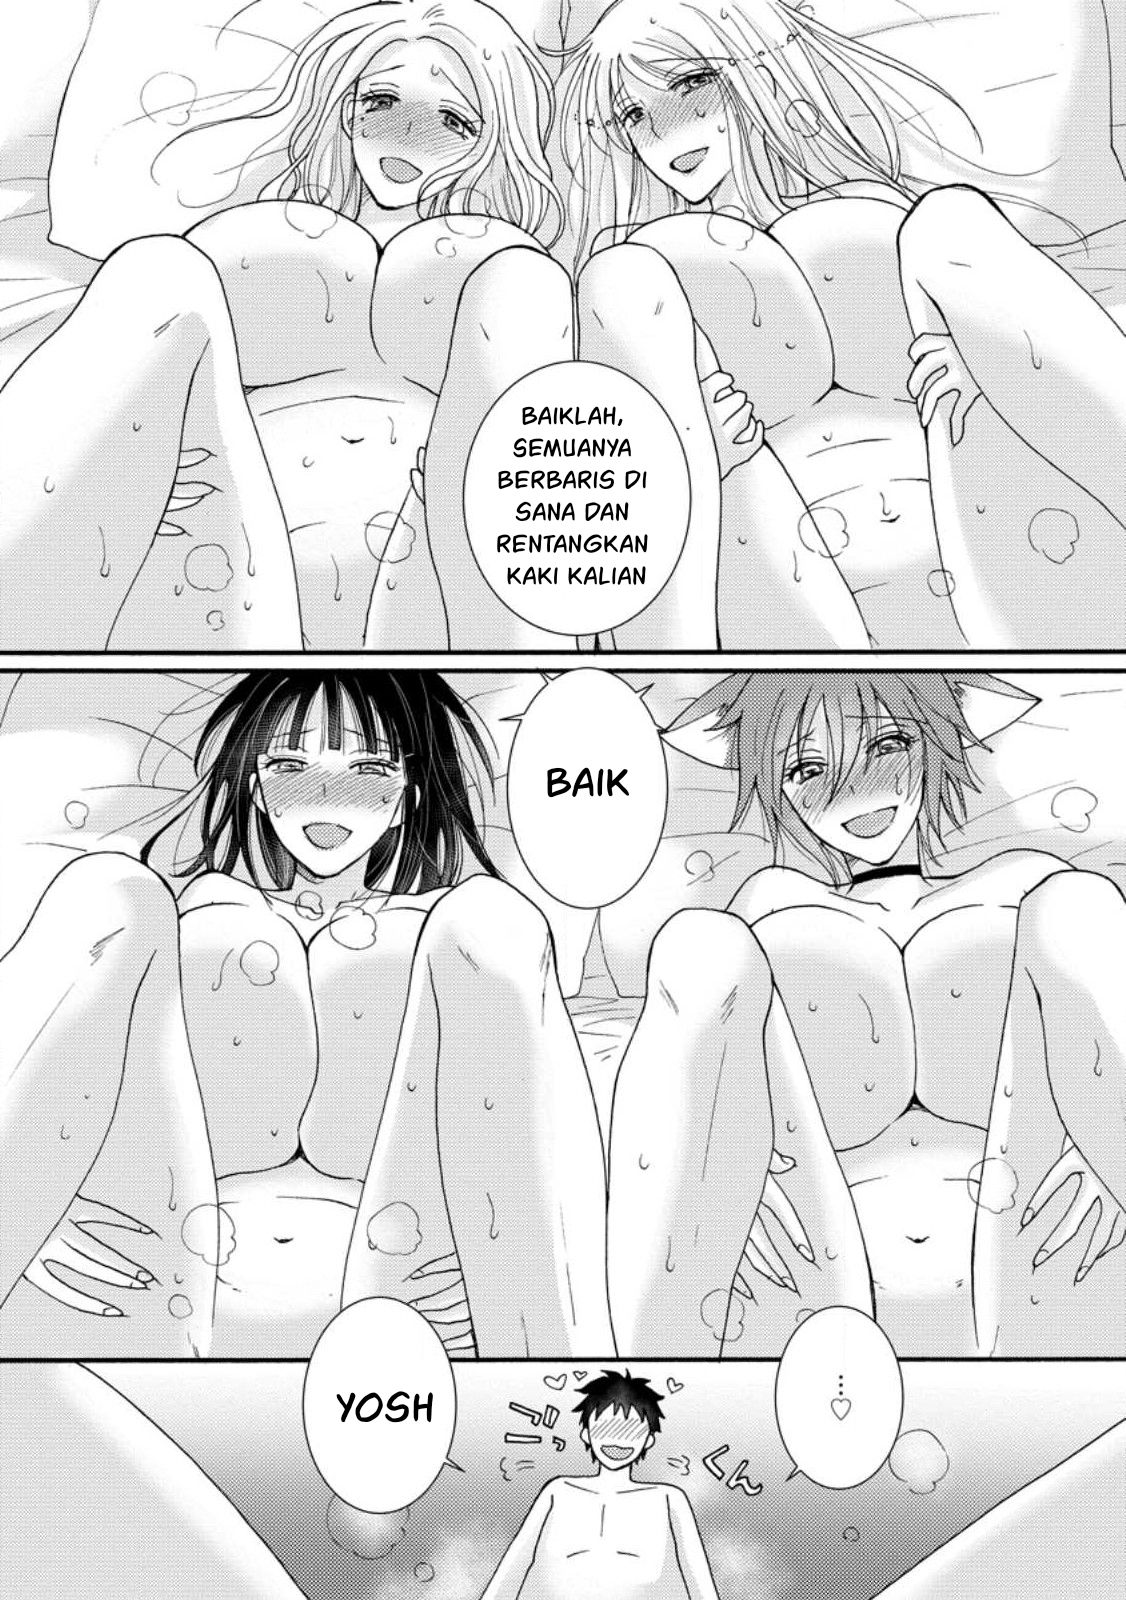 BAIKLAH,
SEMUANYA
BERBARIS DI
SANA DAN
RENTANGKAN
KAKI KALIAN
BAIK
YOSH
...♡
くん